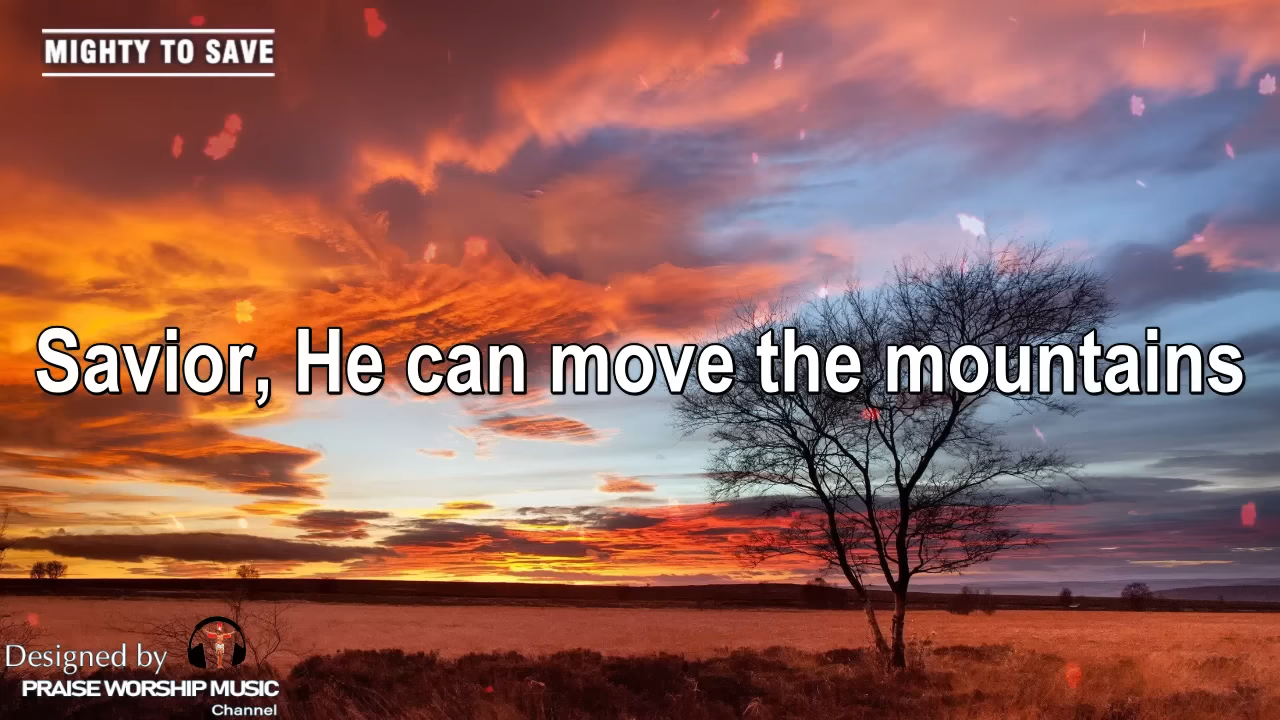 MIGHTY TO SAVE
Savior, He can move the mountains
Designed by
PRAISE WORSHIP MUSIC
Channel